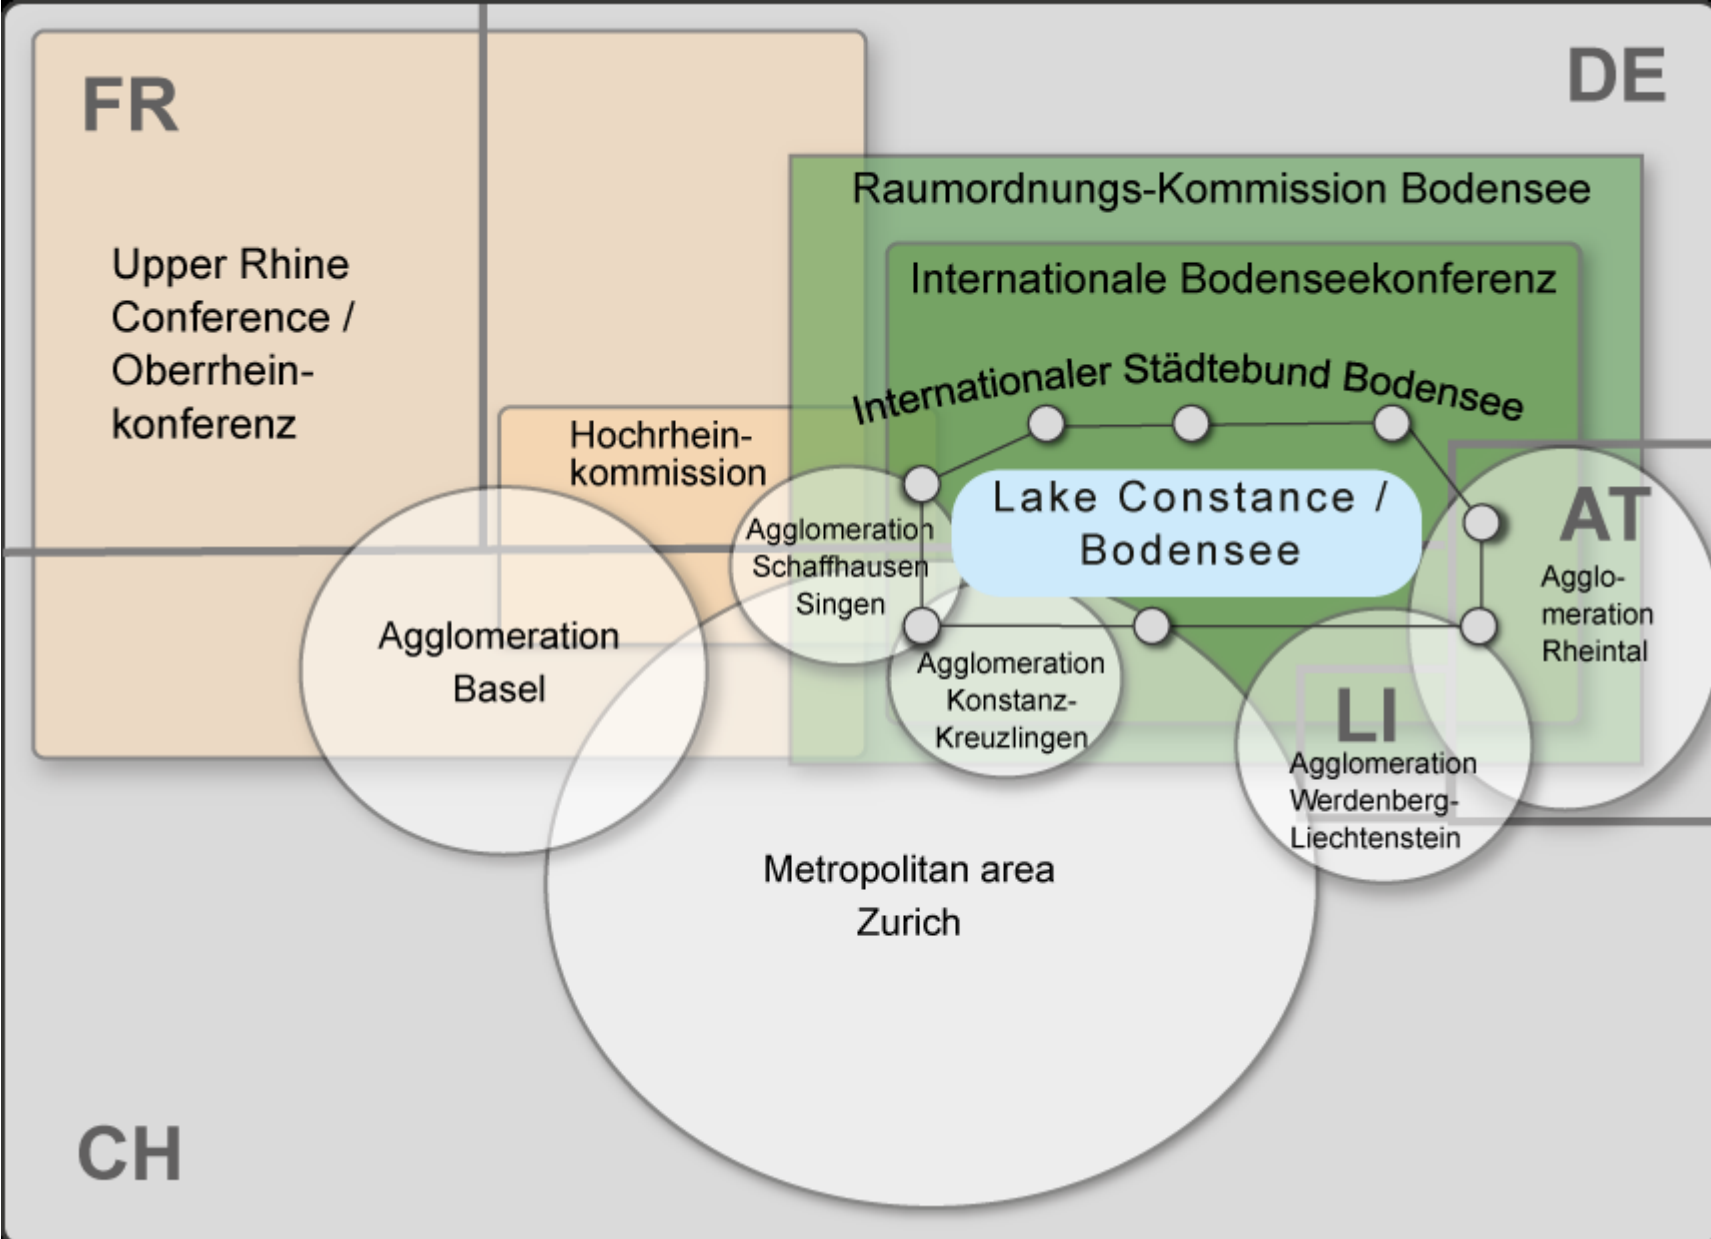 FR
DE
Raumordnungs-Kommission Bodensee
Upper Rhine
Conference /
Oberrhein-
konferenz
Internationale Bodenseekonferenz
Internationaler Städtebund Bodensee
Hochrhein-
kommission
Lake Constance /
Bodensee
Agglomeration
Schaffhausen
Singen
AT
Agglo-
meration
Rheintal
Agglomeration
Basel
Agglomeration
Konstanz-
Kreuzlingen
LI
Agglomeration
Werdenberg-
Liechtenstein
Metropolitan area
Zurich
CH